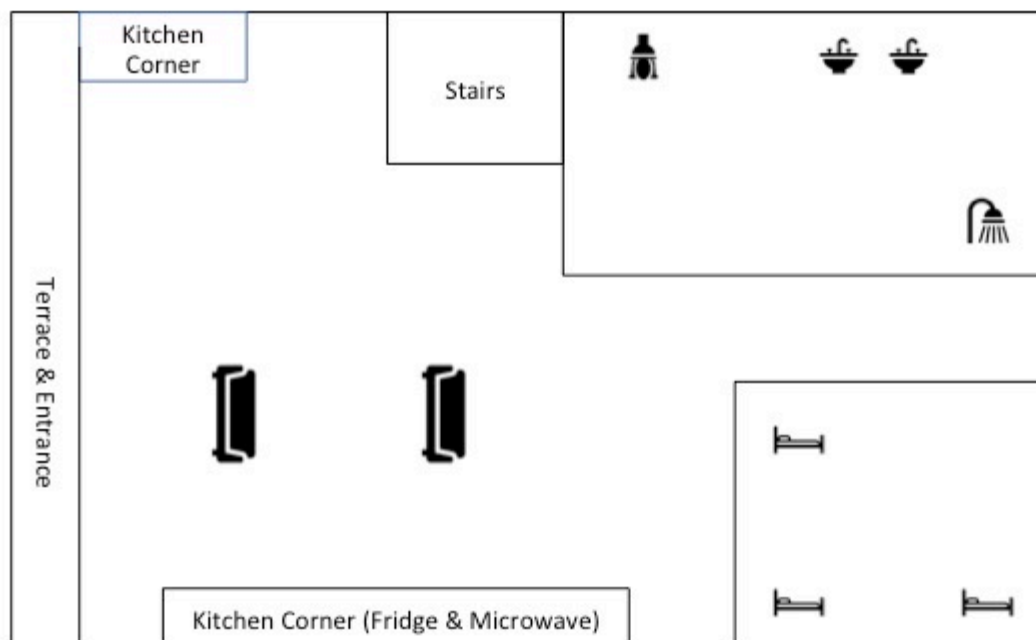 Kitchen
Corner
Stairs
Terrace & Entrance
Kitchen Corner (Fridge & Microwave)